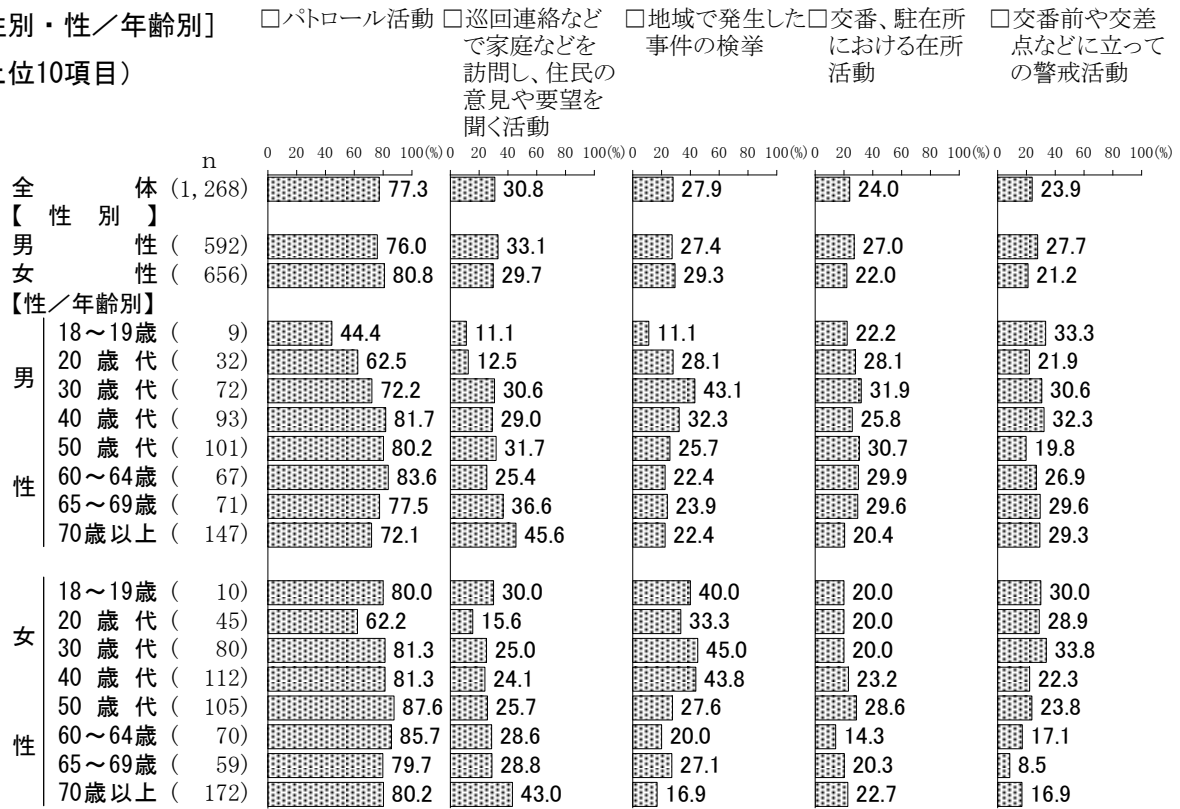 性別・性／年齢別]
上位10項目）
□パトロール活動
□巡回連絡など
で家庭などを
訪問し、住民の
意見や要望を
聞く活動
□地域で発生した
事件の検挙
□交番、駐在所
における在所
活動
□交番前や交差
点などに立って
の警戒活動
n
0 20 40 60 80 100(%) 0 20 40 60 80 100(%) 0 20 40 60 80 100(%) 0 20 40 60 80 100(%) 0 20 40 60 80 100(%)
全体 (1,268) 77.3 30.8 27.9 24.0 23.9
【性別】
男性 ( 592) 76.0 33.1 27.4 27.0 27.7
女性 ( 656) 80.8 29.7 29.3 22.0 21.2
【性／年齢別】
男性
18～19歳 ( 9) 44.4 11.1 11.1 22.2 33.3
20歳代 ( 32) 62.5 12.5 28.1 28.1 21.9
30歳代 ( 72) 72.2 30.6 43.1 31.9 30.6
40歳代 ( 93) 81.7 29.0 32.3 25.8 32.3
50歳代 ( 101) 80.2 31.7 25.7 30.7 19.8
60～64歳 ( 67) 83.6 25.4 22.4 29.9 26.9
65～69歳 ( 71) 77.5 36.6 23.9 29.6 29.6
70歳以上 ( 147) 72.1 45.6 22.4 20.4 29.3
女性
18～19歳 ( 10) 80.0 30.0 40.0 20.0 30.0
20歳代 ( 45) 62.2 15.6 33.3 20.0 28.9
30歳代 ( 80) 81.3 25.0 45.0 20.0 33.8
40歳代 ( 112) 81.3 24.1 43.8 23.2 22.3
50歳代 ( 105) 87.6 25.7 27.6 28.6 23.8
60～64歳 ( 70) 85.7 28.6 20.0 14.3 17.1
65～69歳 ( 59) 79.7 28.8 27.1 20.3 8.5
70歳以上 ( 172) 80.2 43.0 16.9 22.7 16.9